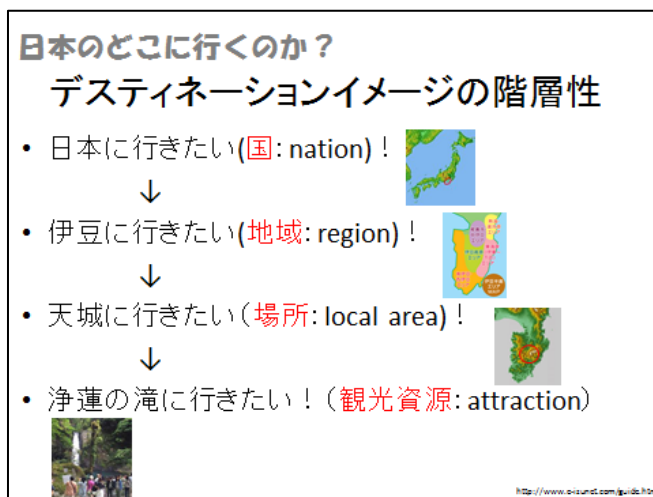 日本のどこに行くのか？
デスティネーションイメージの階層性
• 日本に行きたい(国: nation)！
↓
• 伊豆に行きたい(地域: region)！
↓
• 天城に行きたい（場所: local area)！
↓
• 浄蓮の滝に行きたい！（観光資源: attraction）